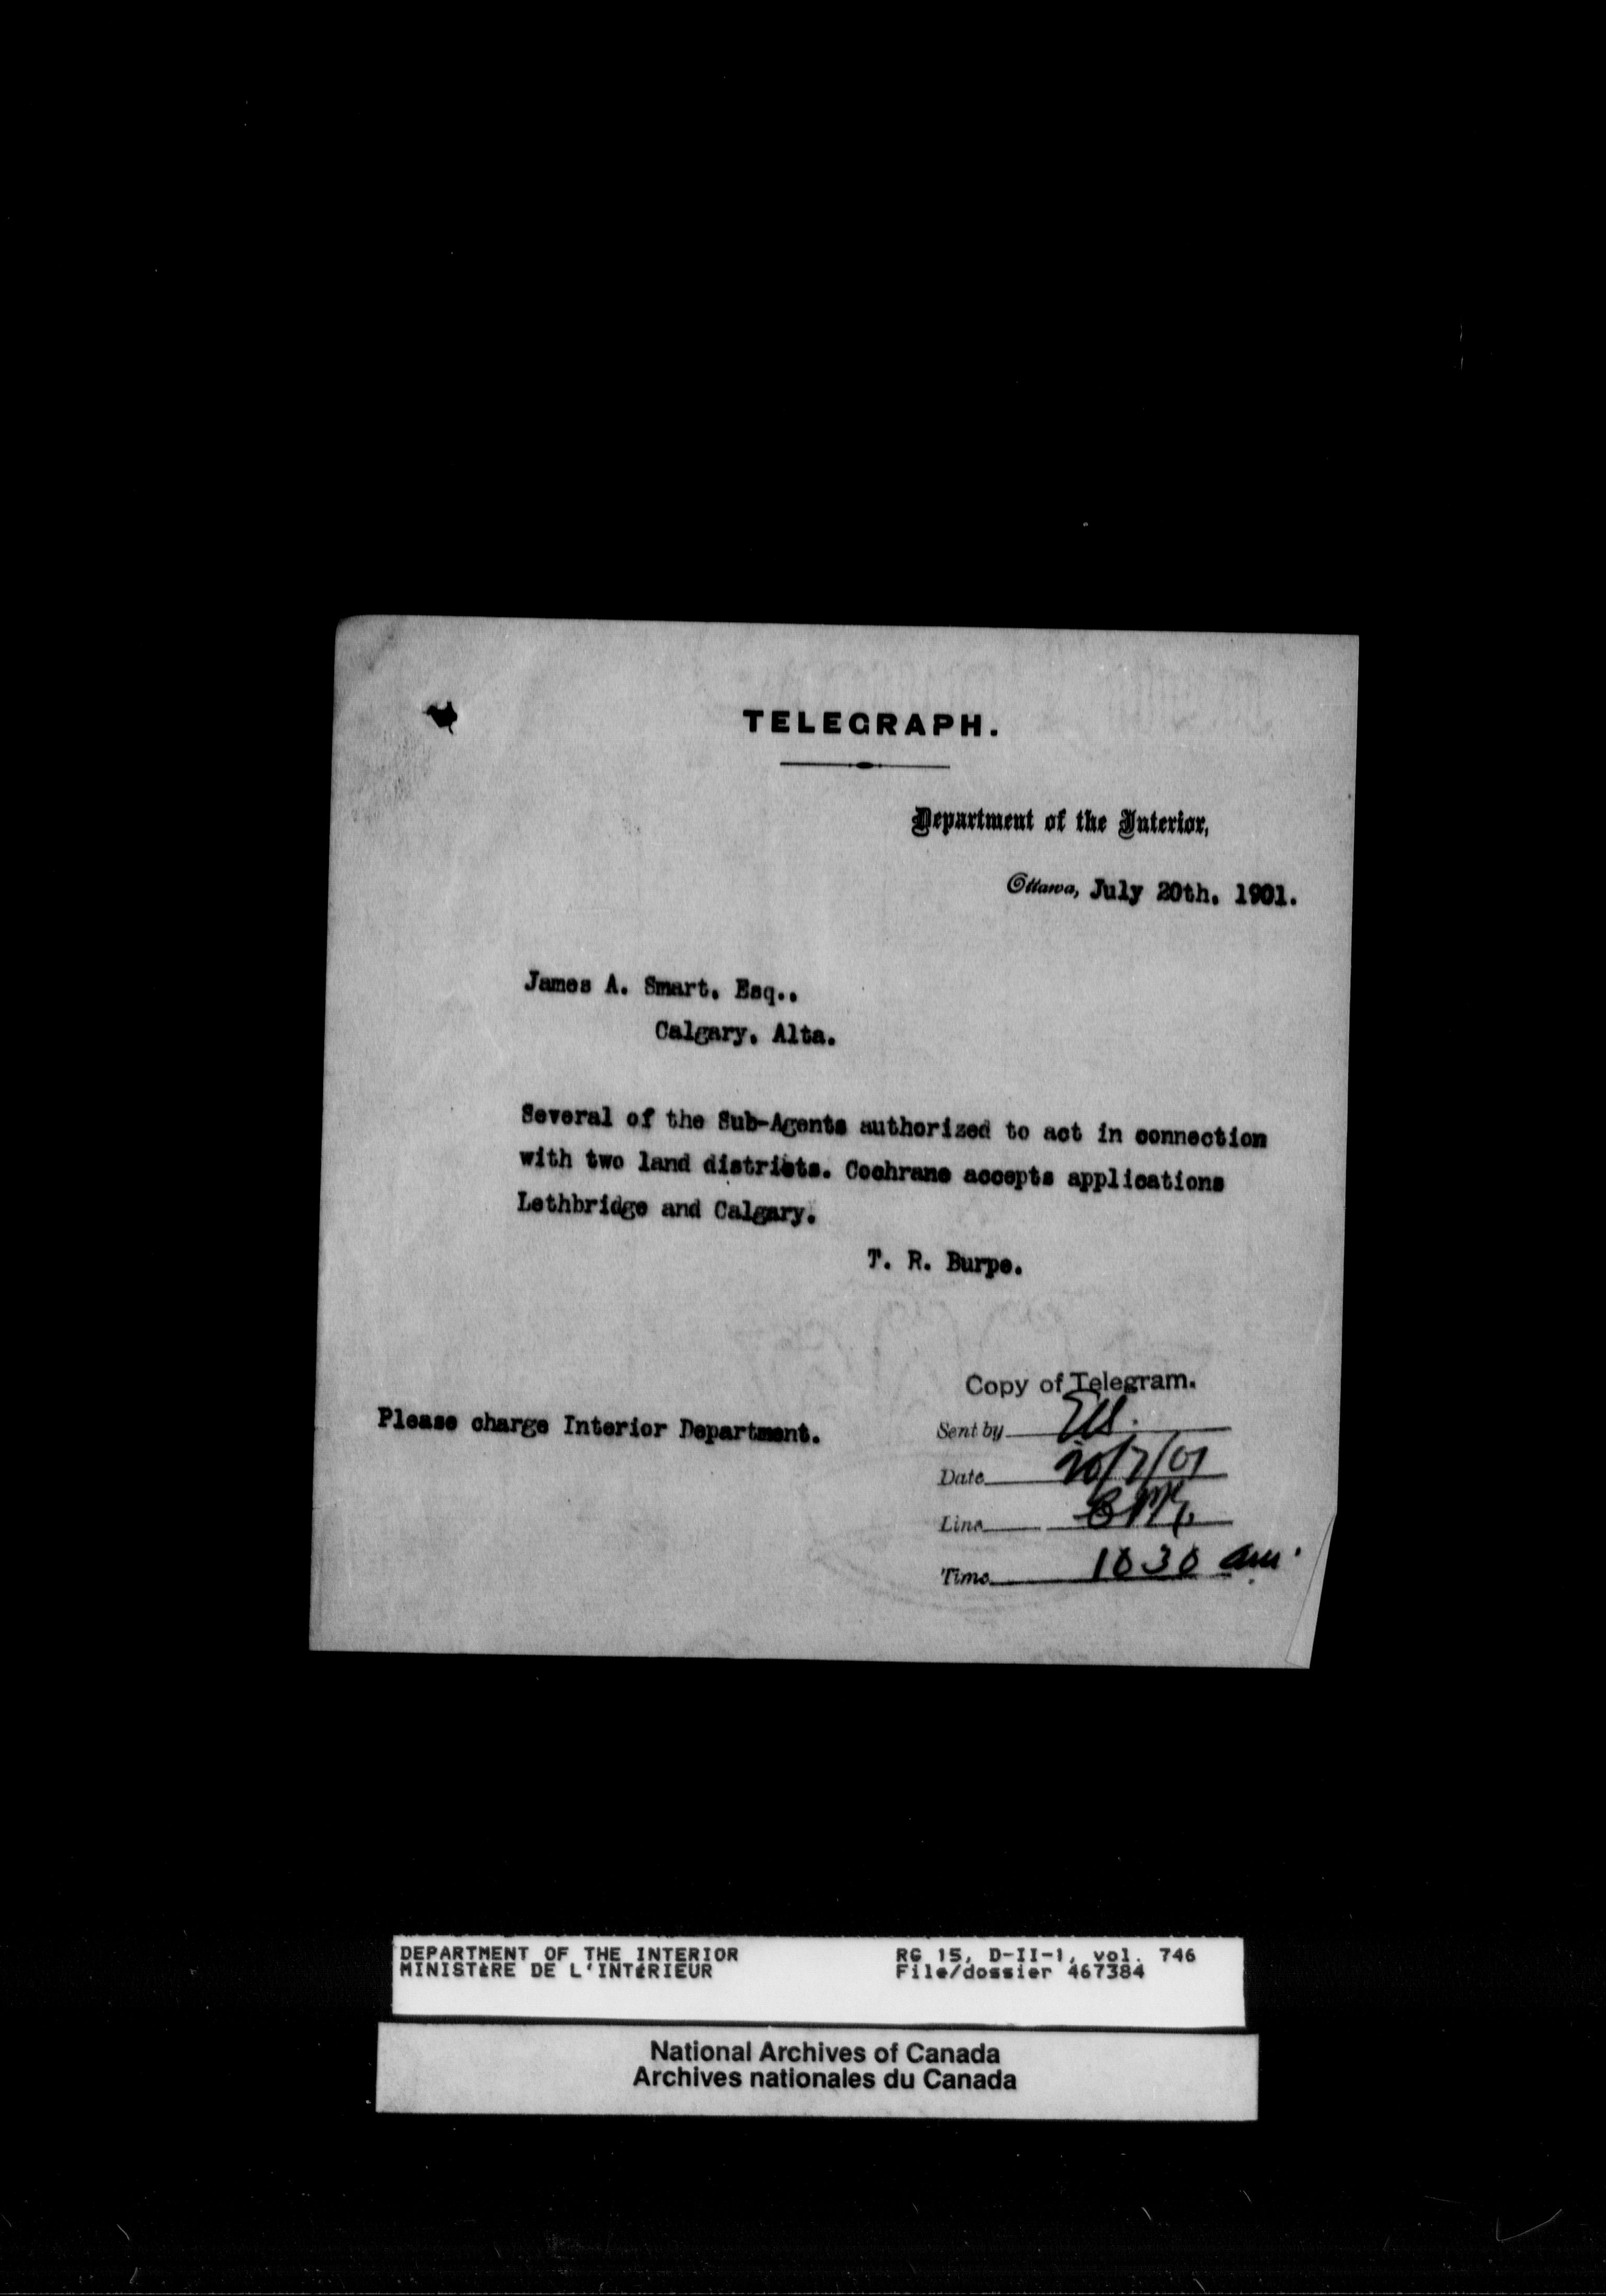 TELEGRAPH.
Department of the Interior,
Ottawa, July 20th. 1901.
James A. Smart. Esq..
Calgary. Alta.
Several of the Sub-Agents authorized to act in connection
with two land districts. Cochrane accepts applications
Lethbridge and Calgary.
T. R. Burpe.
Copy of Telegram.
Please charge Interior Department.
Sent by
Date 20/7/01
Line
Time 10 30 am.
DEPARTMENT OF THE INTERIOR RG 15, D-II-1, vol. 746
MINISTÈRE DE L'INTÉRIEUR File/dossier 467384
National Archives of Canada
Archives nationales du Canada